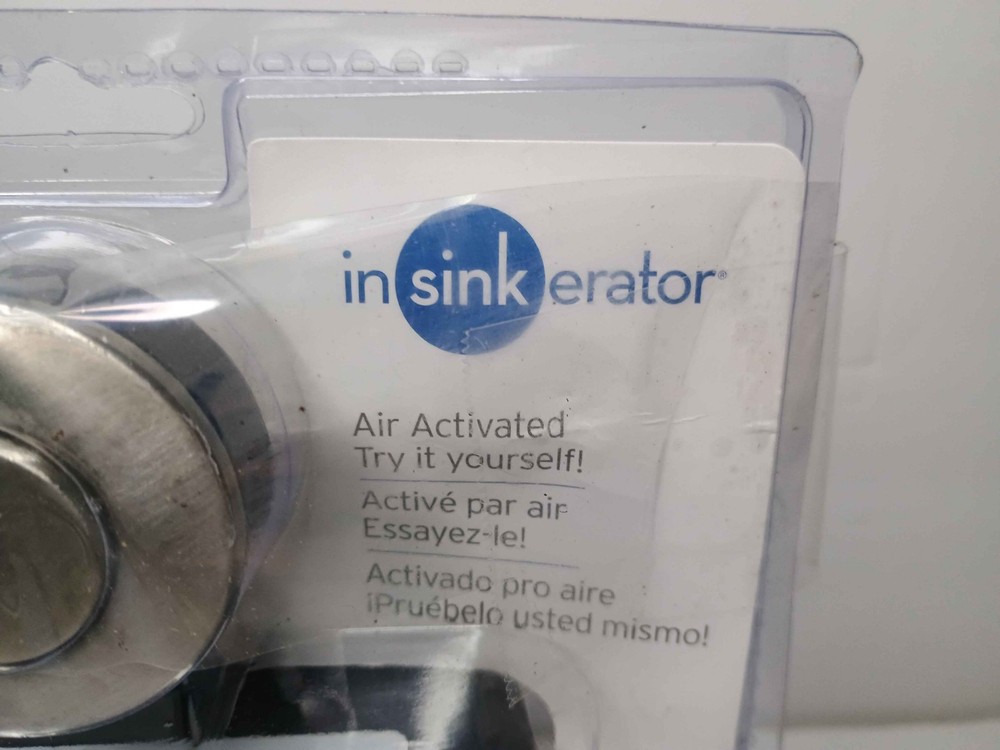 insinkerator®
Air Activated
Try it yourself!
Activé par air
Essayez-le!
Activado pro aire
¡Pruébelo usted mismo!